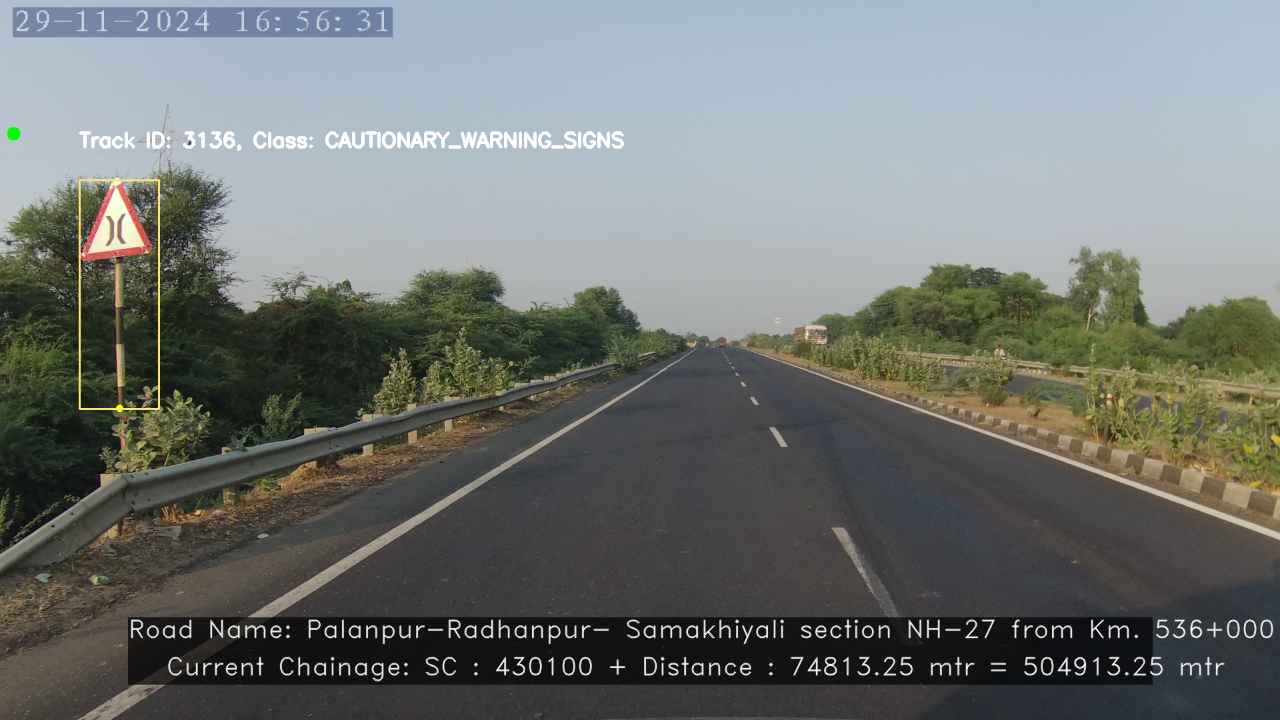 29-11-2024 16:56:31
Track ID: 3136, Class: CAUTIONARY_WARNING_SIGNS
Road Name: Palanpur-Radhanpur- Samakhiyali section NH-27 from Km. 536+000
Current Chainage: SC : 430100 + Distance : 74813.25 mtr = 504913.25 mtr